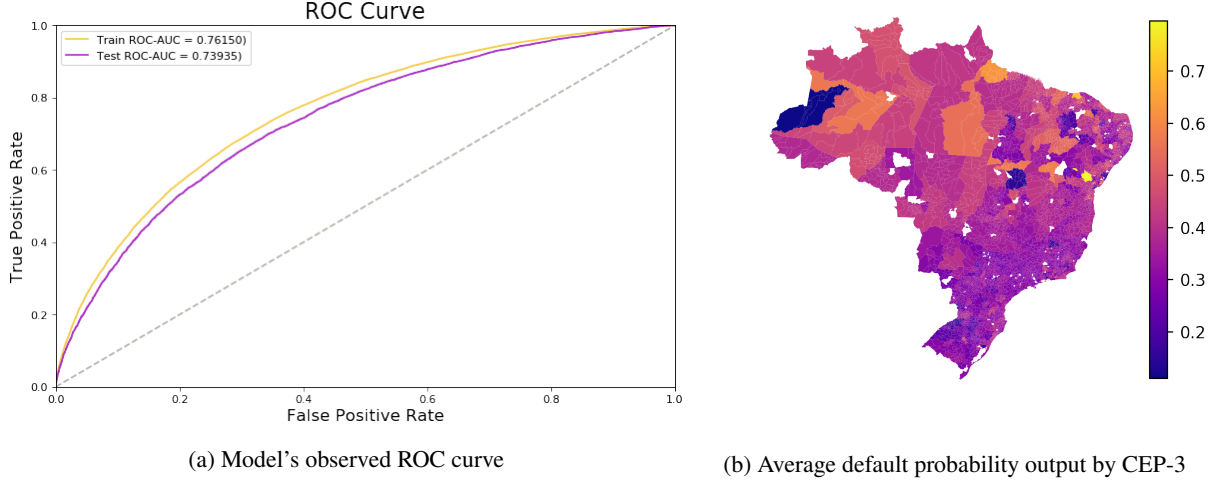 ROC Curve
Train ROC-AUC = 0.76150)
Test ROC-AUC = 0.73935)
1.0
0.8
0.6
0.4
0.2
0.0
True Positive Rate
0.0 0.2 0.4 0.6 0.8 1.0
False Positive Rate
(a) Model's observed ROC curve
0.7
0.6
0.5
0.4
0.3
0.2
(b) Average default probability output by CEP-3